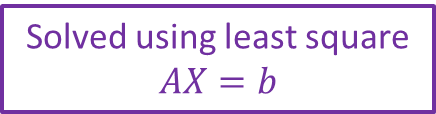 Solved using least square
AX = b